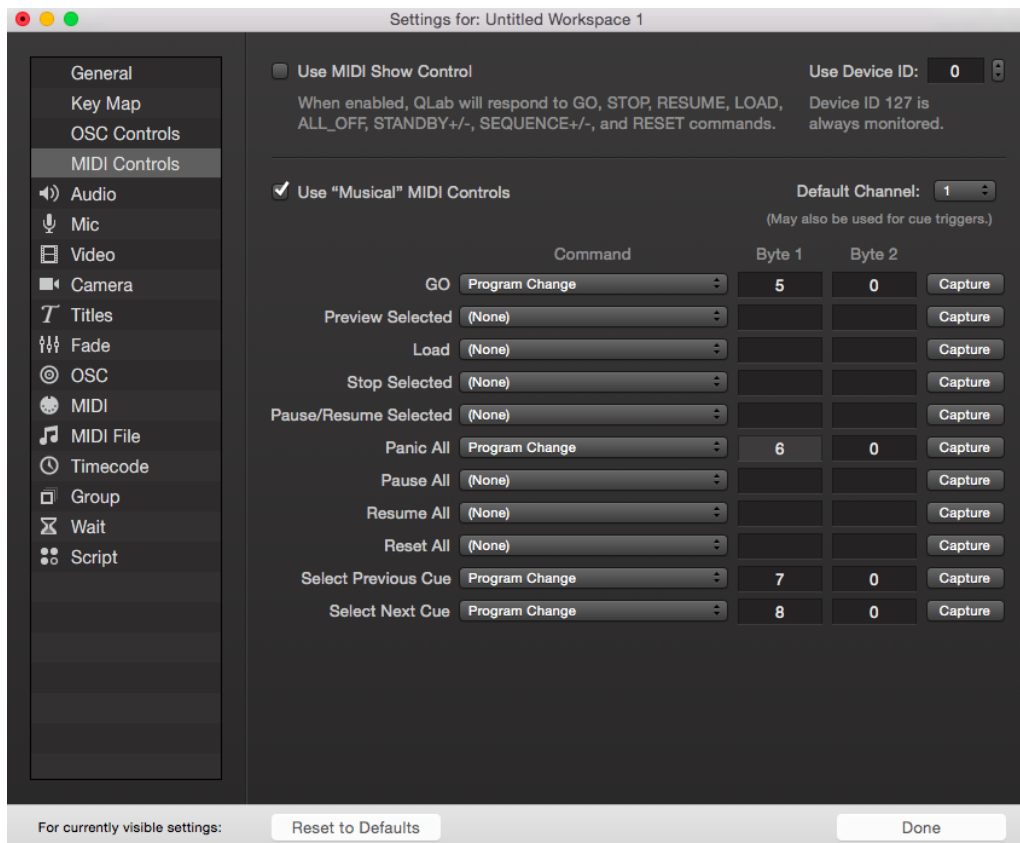 Settings for: Untitled Workspace 1
General
Key Map
OSC Controls
MIDI Controls
Audio
Mic
Video
Camera
Titles
Fade
OSC
MIDI
MIDI File
Timecode
Group
Wait
Script
Use MIDI Show Control
Use Device ID: 0
When enabled, QLab will respond to GO, STOP, RESUME, LOAD,
ALL_OFF, STANDBY+/-, SEQUENCE+/-, and RESET commands.
Device ID 127 is
always monitored.
Use “Musical” MIDI Controls
Default Channel: 1
(May also be used for cue triggers.)
Command Byte 1 Byte 2
GO Program Change 5 0 Capture
Preview Selected (None) Capture
Load (None) Capture
Stop Selected (None) Capture
Pause/Resume Selected (None) Capture
Panic All Program Change 6 0 Capture
Pause All (None) Capture
Resume All (None) Capture
Reset All (None) Capture
Select Previous Cue Program Change 7 0 Capture
Select Next Cue Program Change 8 0 Capture
For currently visible settings: Reset to Defaults Done